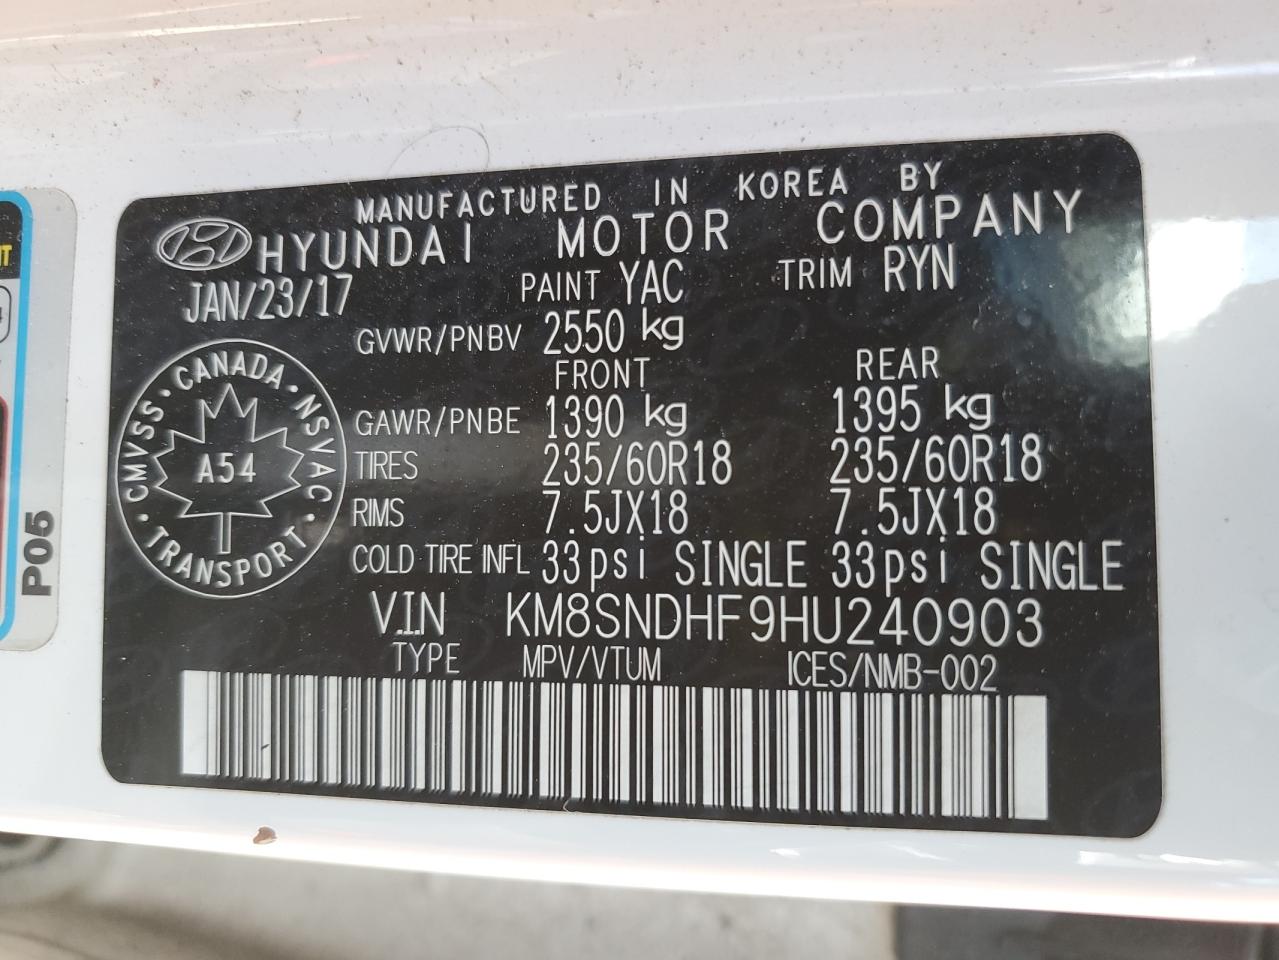 MANUFACTURED IN KOREA BY
HYUNDAI MOTOR COMPANY
JAN/23/17 PAINT YAC TRIM RYN
GVWR/PNBV 2550 kg
FRONT REAR
GAWR/PNBE 1390 kg 1395 kg
TIRES 235/60R18 235/60R18
RIMS 7.5JX18 7.5JX18
COLD TIRE INFL 33psi SINGLE 33psi SINGLE
V.I.N KM8SNDHF9HU240903
TYPE MPV/VTUM ICES/NMB-002
CMVSS · CANADA · NSVAC · TRANSPORT ·
A54
P05